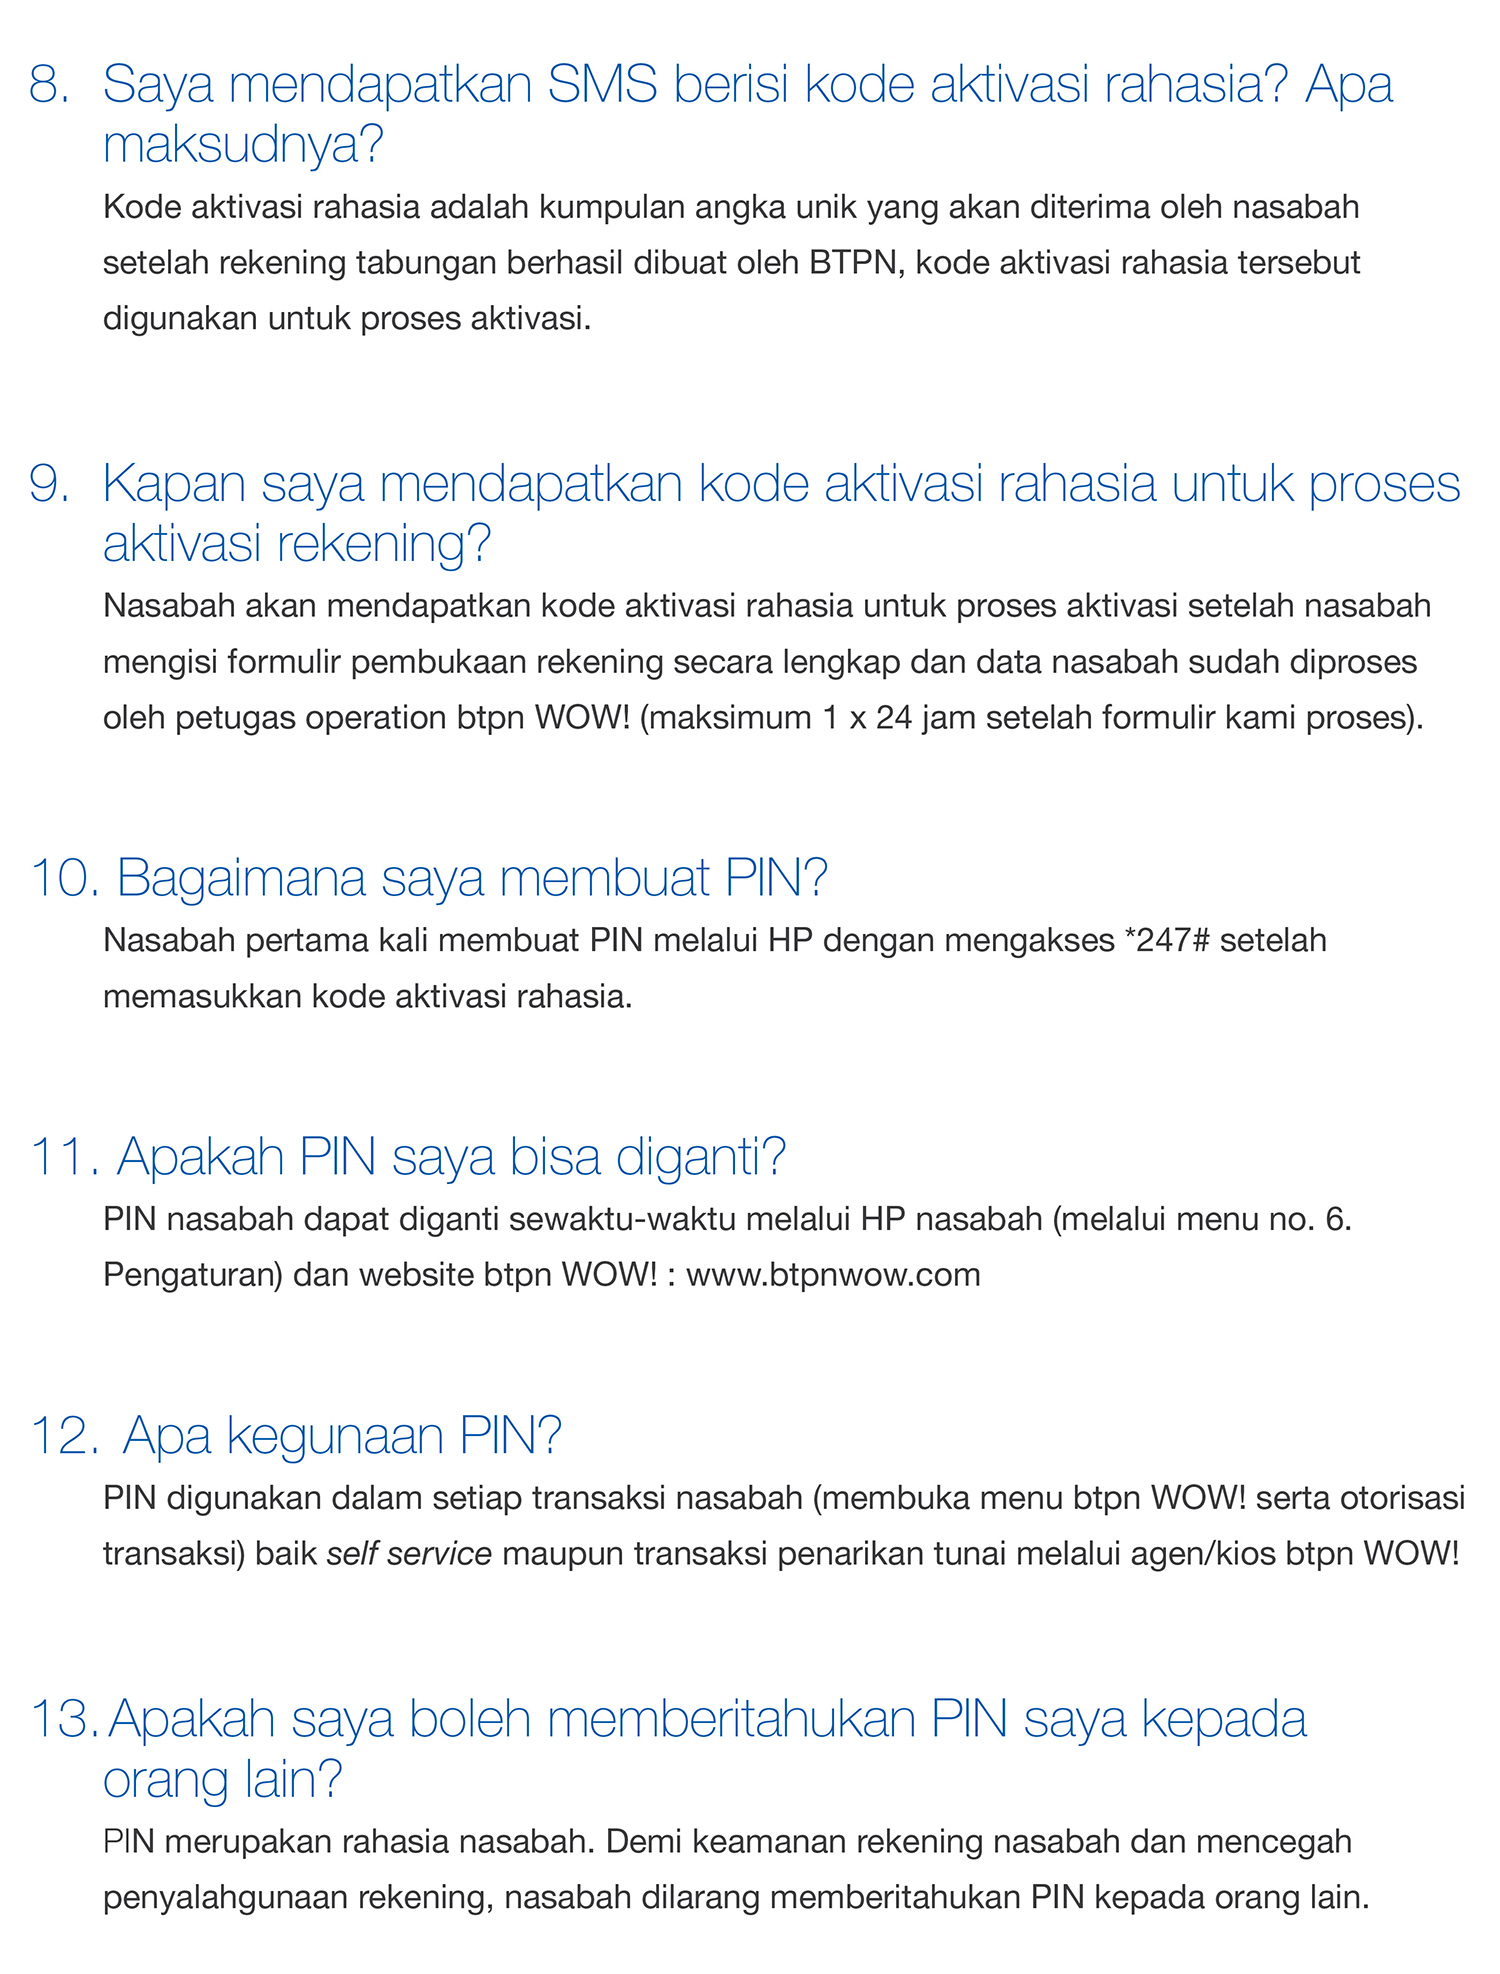 8. Saya mendapatkan SMS berisi kode aktivasi rahasia? Apa
maksudnya?
Kode aktivasi rahasia adalah kumpulan angka unik yang akan diterima oleh nasabah
setelah rekening tabungan berhasil dibuat oleh BTPN, kode aktivasi rahasia tersebut
digunakan untuk proses aktivasi.
9. Kapan saya mendapatkan kode aktivasi rahasia untuk proses
aktivasi rekening?
Nasabah akan mendapatkan kode aktivasi rahasia untuk proses aktivasi setelah nasabah
mengisi formulir pembukaan rekening secara lengkap dan data nasabah sudah diproses
oleh petugas operation btpn WOW! (maksimum 1 x 24 jam setelah formulir kami proses).
10. Bagaimana saya membuat PIN?
Nasabah pertama kali membuat PIN melalui HP dengan mengakses *247# setelah
memasukkan kode aktivasi rahasia.
11. Apakah PIN saya bisa diganti?
PIN nasabah dapat diganti sewaktu-waktu melalui HP nasabah (melalui menu no. 6.
Pengaturan) dan website btpn WOW! : www.btpnwow.com
12. Apa kegunaan PIN?
PIN digunakan dalam setiap transaksi nasabah (membuka menu btpn WOW! serta otorisasi
transaksi) baik self service maupun transaksi penarikan tunai melalui agen/kios btpn WOW!
13. Apakah saya boleh memberitahukan PIN saya kepada
orang lain?
PIN merupakan rahasia nasabah. Demi keamanan rekening nasabah dan mencegah
penyalahgunaan rekening, nasabah dilarang memberitahukan PIN kepada orang lain.